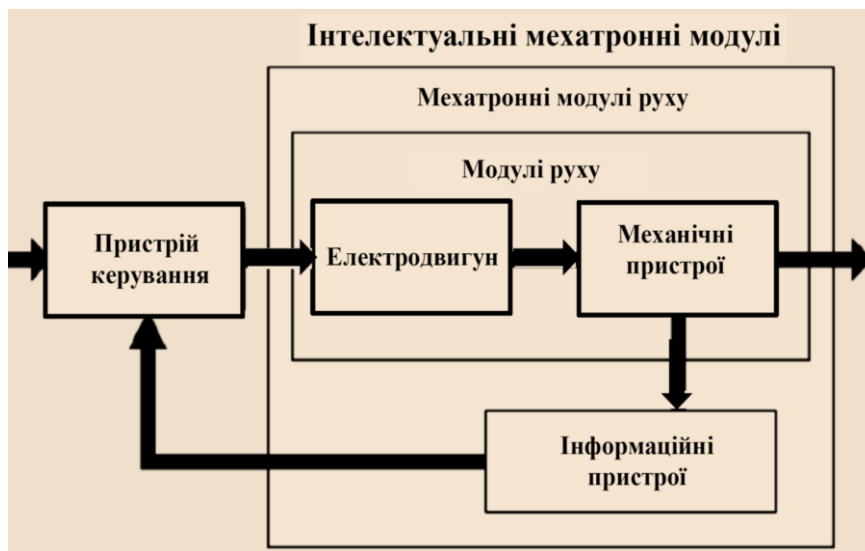 Інтелектуальні мехатронні модулі
Мехатронні модулі руху
Модулі руху
Пристрій
керування
Електродвигун
Механічні
пристрої
Інформаційні
пристрої